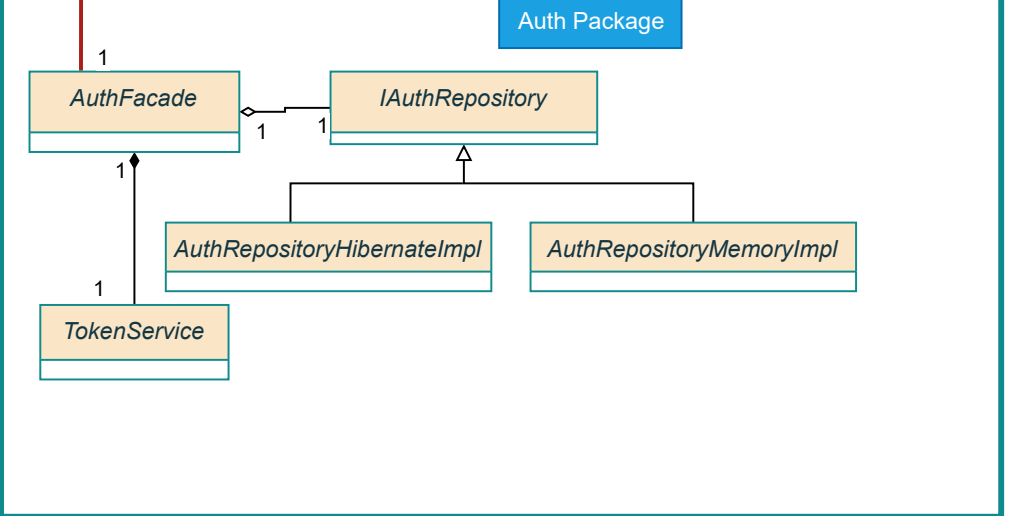 Auth Package
1
AuthFacade
IAuthRepository
1
1
1
AuthRepositoryHibernateImpl
AuthRepositoryMemoryImpl
1
TokenService